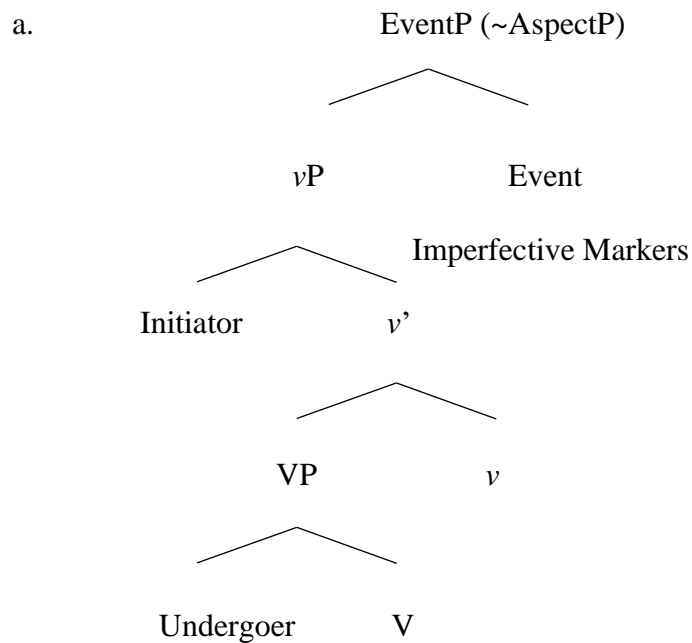 a. EventP (~AspectP)
vP Event
Imperfective Markers
Initiator v’
VP v
Undergoer V